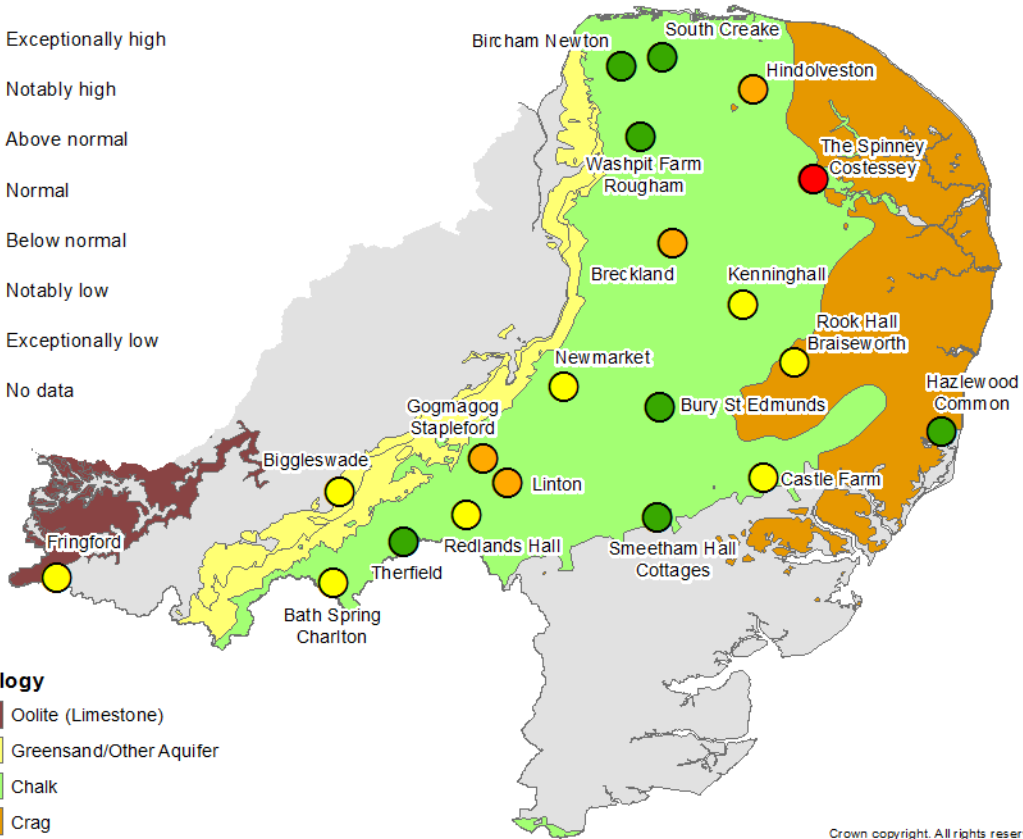 Exceptionally high
Notably high
Above normal
Normal
Below normal
Notably low
Exceptionally low
No data
Bircham Newton
South Creake
Hindolveston
The Spinney
Costessey
Washpit Farm
Rougham
Breckland
Kenninghall
Rook Hall
Braiseworth
Newmarket
Hazlewood
Common
Gogmagog
Stapleford
Bury St Edmunds
Biggleswade
Linton
Castle Farm
Fringford
Redlands Hall
Smeetham Hall
Cottages
Therfield
Bath Spring
Charlton
logy
Oolite (Limestone)
Greensand/Other Aquifer
Chalk
Crag
Crown copyright. All rights reser